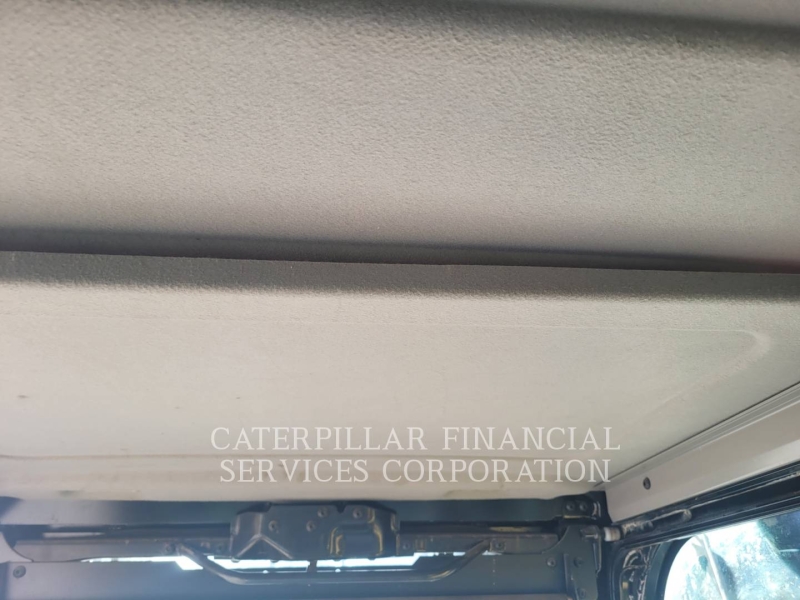 CATERPILLAR FINANCIAL
SERVICES CORPORATION